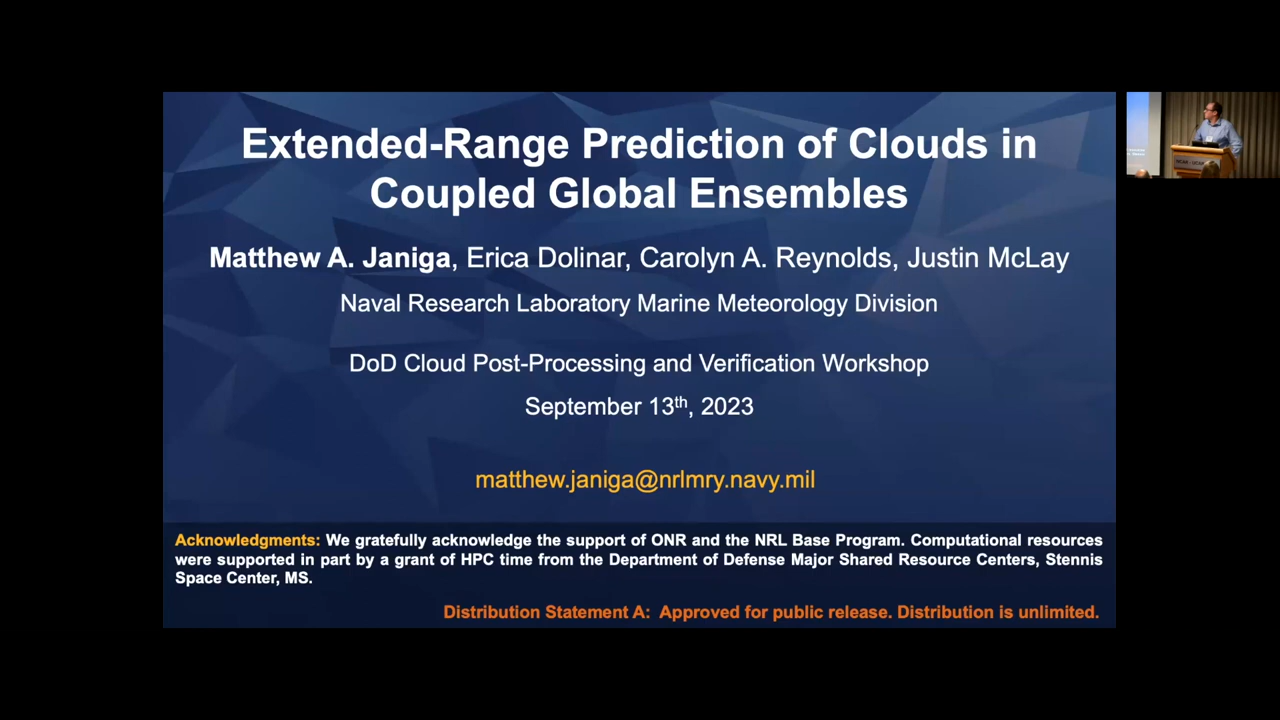 Extended-Range Prediction of Clouds in
Coupled Global Ensembles
Matthew A. Janiga, Erica Dolinar, Carolyn A. Reynolds, Justin McLay
Naval Research Laboratory Marine Meteorology Division
DoD Cloud Post-Processing and Verification Workshop
September 13th, 2023
matthew.janiga@nrlmry.navy.mil
Acknowledgments: We gratefully acknowledge the support of ONR and the NRL Base Program. Computational resources
were supported in part by a grant of HPC time from the Department of Defense Major Shared Resource Centers, Stennis
Space Center, MS.
Distribution Statement A:  Approved for public release. Distribution is unlimited.